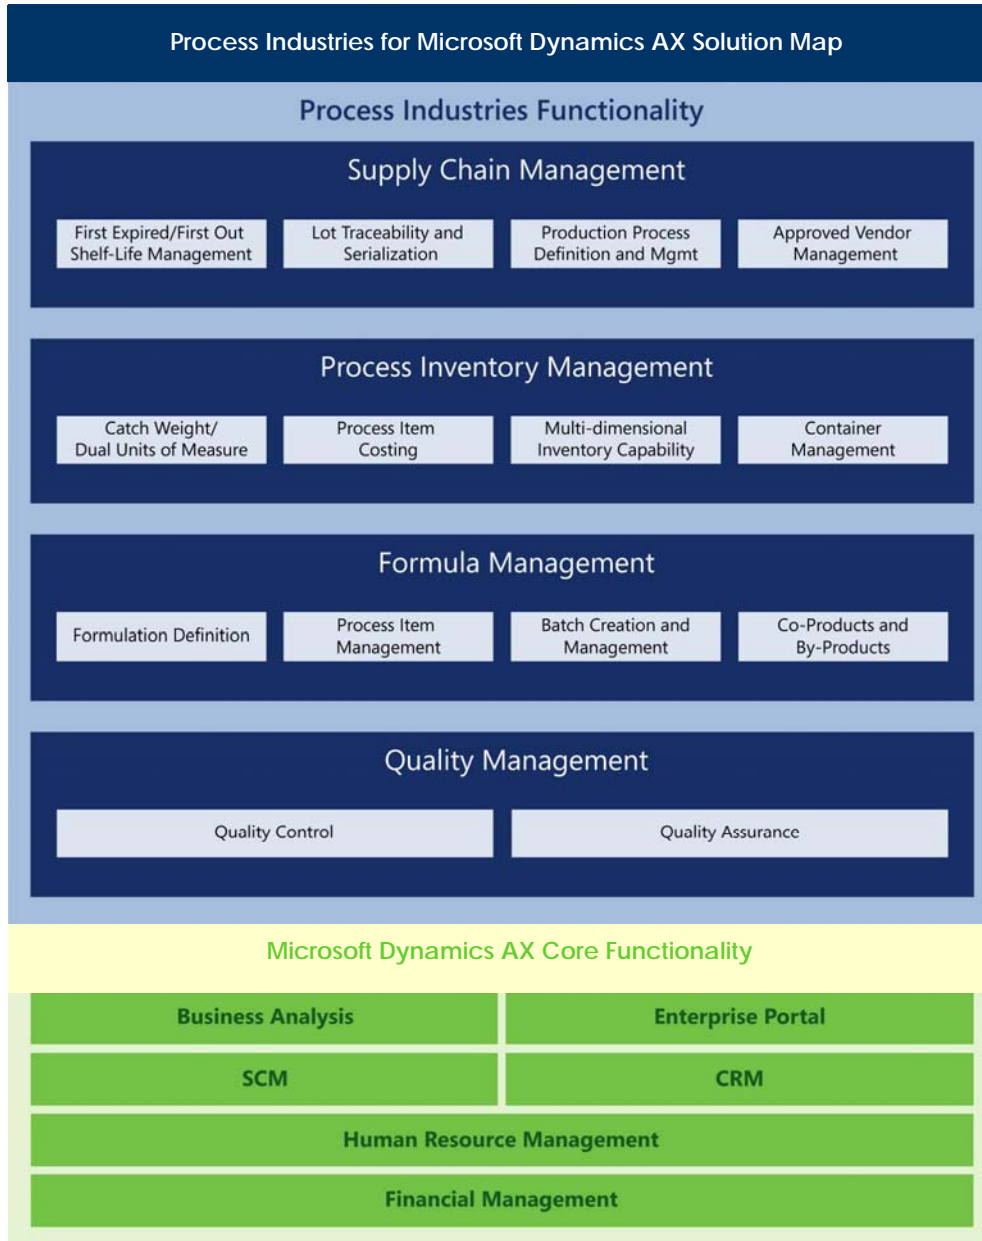 Process Industries for Microsoft Dynamics AX Solution Map
Process Industries Functionality
Supply Chain Management
First Expired/First Out
Shelf-Life Management
Lot Traceability and
Serialization
Production Process
Definition and Mgmt
Approved Vendor
Management
Process Inventory Management
Catch Weight/
Dual Units of Measure
Process Item
Costing
Multi-dimensional
Inventory Capability
Container
Management
Formula Management
Formulation Definition
Process Item
Management
Batch Creation and
Management
Co-Products and
By-Products
Quality Management
Quality Control
Quality Assurance
Microsoft Dynamics AX Core Functionality
Business Analysis
Enterprise Portal
SCM
CRM
Human Resource Management
Financial Management